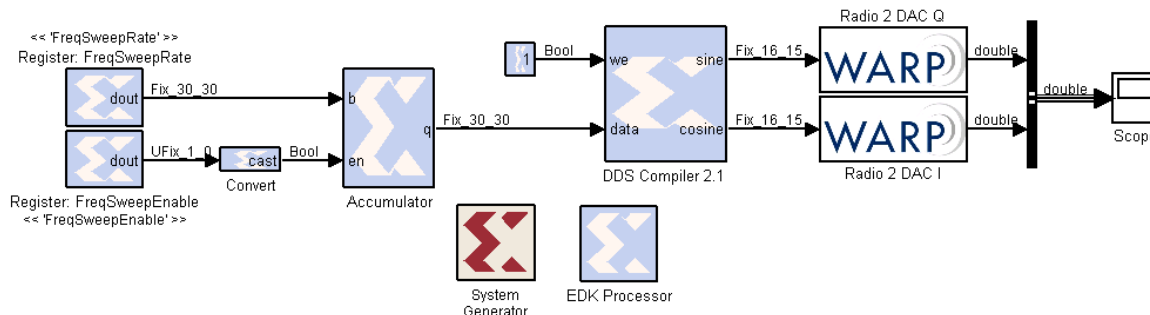 << 'FreqSweepRate' >>
Register: FreqSweepRate
dout
Fix_30_30
dout
UFix_1_0
cast
Bool
Convert
Register: FreqSweepEnable
<< 'FreqSweepEnable' >>
b
q
en
Accumulator
Fix_30_30
1
Bool
we
sine
data
cosine
DDS Compiler 2.1
Fix_16_15
Fix_16_15
Radio 2 DAC Q
WARP
double
WARP
double
Radio 2 DAC I
double
Scop
System
Generator
EDK Processor